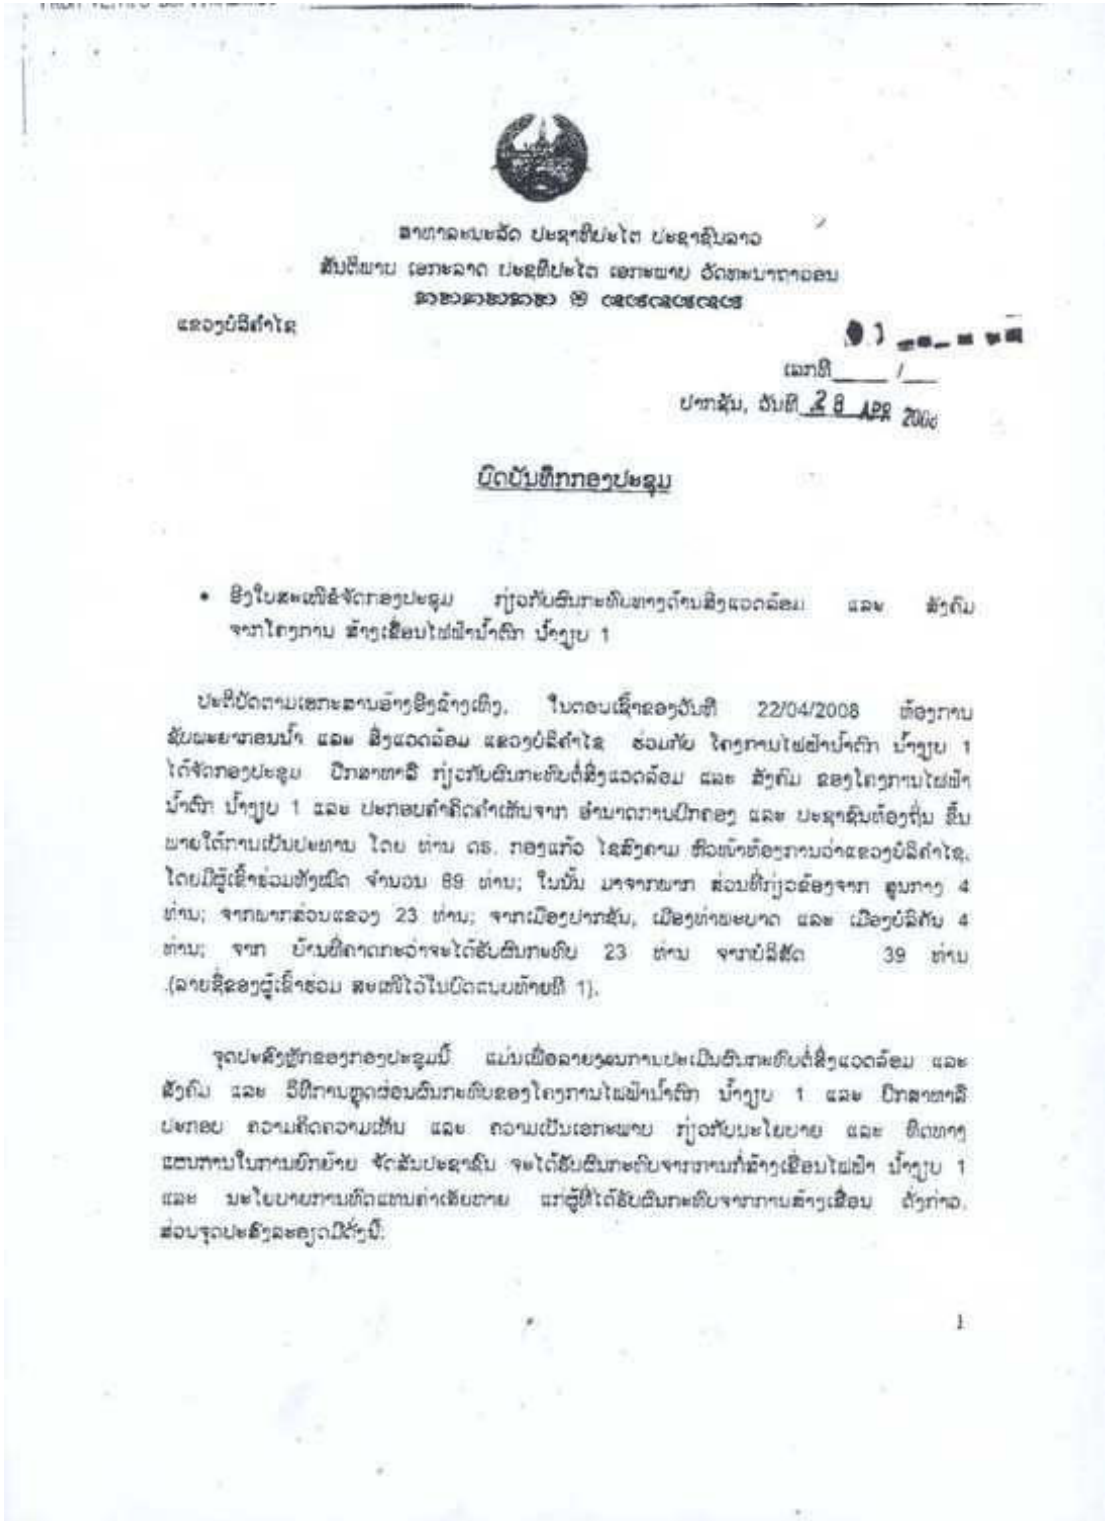 ສາທາລະນະລັດ ປະຊາທິປະໄຕ ປະຊາຊົນລາວ
ສັນຕິພາບ ເອກະລາດ ປະຊທິປະໄຕ ເອກະພາບ ວັດທະນາຖາວອນ
ແຂວງບໍລິຄໍາໄຊ
ເລກທີ____ /___
ປາກຊັນ, ວັນທີ 28 APR
ບົດບັນທຶກກອງປະຊຸມ
• ອີງໃບສະເໜີຂໍຈັດກອງປະຊຸມ ກ່ຽວກັບຜົນກະທົບທາງດ້ານສິ່ງແວດລ້ອມ ແລະ ສັງຄົມ
ຈາກໂຄງການ ສ້າງເຂື່ອນໄຟຟ້ານໍ້າຕົກ ນໍ້າງຽບ 1
ປະຕິບັດຕາມເອກະສານອ້າງອີງຂ້າງເທິງ, ໃນຕອນເຊົ້າຂອງວັນທີ 22/04/2008 ຫ້ອງການ
ຊັບພະຍາກອນນໍ້າ ແລະ ສິ່ງແວດລ້ອມ ແຂວງບໍລິຄໍາໄຊ ຮ່ວມກັບ ໂຄງການໄຟຟ້ານໍ້າຕົກ ນໍ້າງຽບ 1
ໄດ້ຈັດກອງປະຊຸມ ປຶກສາຫາລື ກ່ຽວກັບຜົນກະທົບຕໍ່ສິ່ງແວດລ້ອມ ແລະ ສັງຄົມ ຂອງໂຄງການໄຟຟ້າ
ນໍ້າຕົກ ນໍ້າງຽບ 1 ແລະ ປະກອບຄໍາຄິດຄໍາເຫັນຈາກ ອໍານາດການປົກຄອງ ແລະ ປະຊາຊົນທ້ອງຖິ່ນ ຂຶ້ນ
ພາຍໃຕ້ການເປັນປະທານ ໂດຍ ທ່ານ ດຣ. ກອງແກ້ວ ໄຊສົງຄາມ ຫົວໜ້າຫ້ອງການວ່າແຂວງບໍລິຄໍາໄຊ,
ໂດຍມີຜູ້ເຂົ້າຮ່ວມທັງໝົດ ຈໍານວນ 89 ທ່ານ; ໃນນັ້ນ ມາຈາກພາກ ສ່ວນທີ່ກ່ຽວຂ້ອງຈາກ ສູນກາງ 4
ທ່ານ; ຈາກພາກສ່ວນແຂວງ 23 ທ່ານ; ຈາກເມືອງປາກຊັນ, ເມືອງທ່າພະບາດ ແລະ ເມືອງບໍລິຄັນ 4
ທ່ານ; ຈາກ ບ້ານທີ່ຄາດກະວ່າຈະໄດ້ຮັບຜົນກະທົບ 23 ທ່ານ ຈາກບໍລິສັດ 39 ທ່ານ
.(ລາຍຊື່ຂອງຜູ້ເຂົ້າຮ່ວມ ສະເໜີໄວ້ໃນບົດແນບທ້າຍທີ 1).
ຈຸດປະສົງຫຼັກຂອງກອງປະຊຸມນີ້ ແມ່ນເພື່ອລາຍງານການປະເມີນຜົນກະທົບຕໍ່ສິ່ງແວດລ້ອມ ແລະ
ສັງຄົມ ແລະ ວິທີການຫຼຸດຜ່ອນຜົນກະທົບຂອງໂຄງການໄຟຟ້ານໍ້າຕົກ ນໍ້າງຽບ 1 ແລະ ປຶກສາຫາລື
ປະກອບ ຄວາມຄິດຄວາມເຫັນ ແລະ ຄວາມເປັນເອກະພາບ ກ່ຽວກັບນະໂຍບາຍ ແລະ ທິດທາງ
ແຜນການໃນການຍົກຍ້າຍ ຈັດສັນປະຊາຊົນ ຈະໄດ້ຮັບຜົນກະທົບຈາກການກໍ່ສ້າງເຂື່ອນໄຟຟ້າ ນໍ້າງຽບ 1
ແລະ ນະໂຍບາຍການທົດແທນຄ່າເສັຍຫາຍ ແກ່ຜູ້ທີ່ໄດ້ຮັບຜົນກະທົບຈາກການສ້າງເຂື່ອນ ດັ່ງກ່າວ.
ສ່ວນຈຸດປະສົງລະອຽດມີດັ່ງນີ້:
1